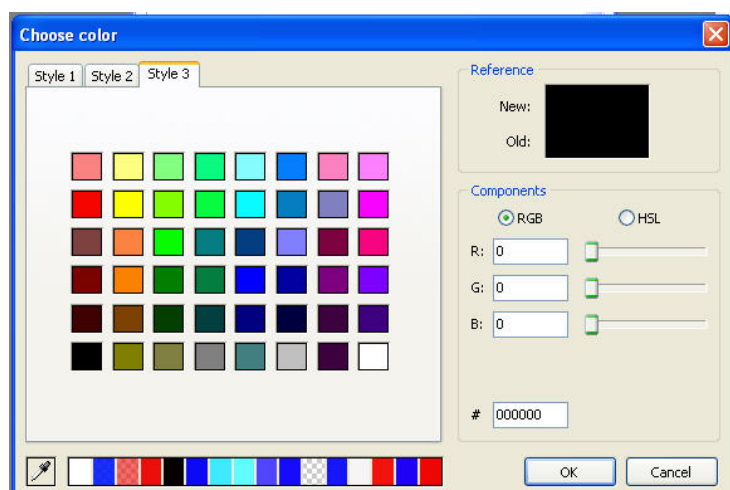 Choose color
Style 1 Style 2 Style 3
Reference
New:
Old:
Components
RGB HSL
R: 0
G: 0
B: 0
# 000000
OK Cancel